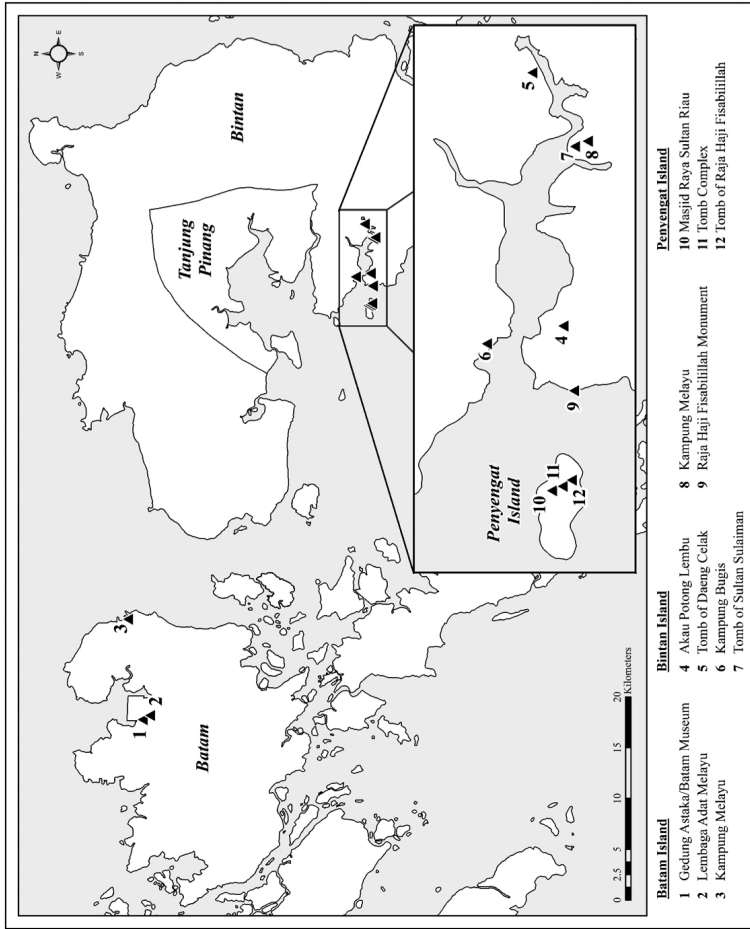 N
E
S
W
Bintan
Tanjung
Pinang
Batam
1
2
3
Penyengat
Island
10
11
12
9
6
4
7
8
5
0 2.5 5 10 15 20
Kilometers
Batam Island
1 Gedung Astaka/Batam Museum
2 Lembaga Adat Melayu
3 Kampung Melayu
Bintan Island
4 Akau Potong Lembu
5 Tomb of Daeng Celak
6 Kampung Bugis
7 Tomb of Sultan Sulaiman
8 Kampung Melayu
9 Raja Haji Fisabilillah Monument
Penyengat Island
10 Masjid Raya Sultan Riau
11 Tomb Complex
12 Tomb of Raja Haji Fisabilillah